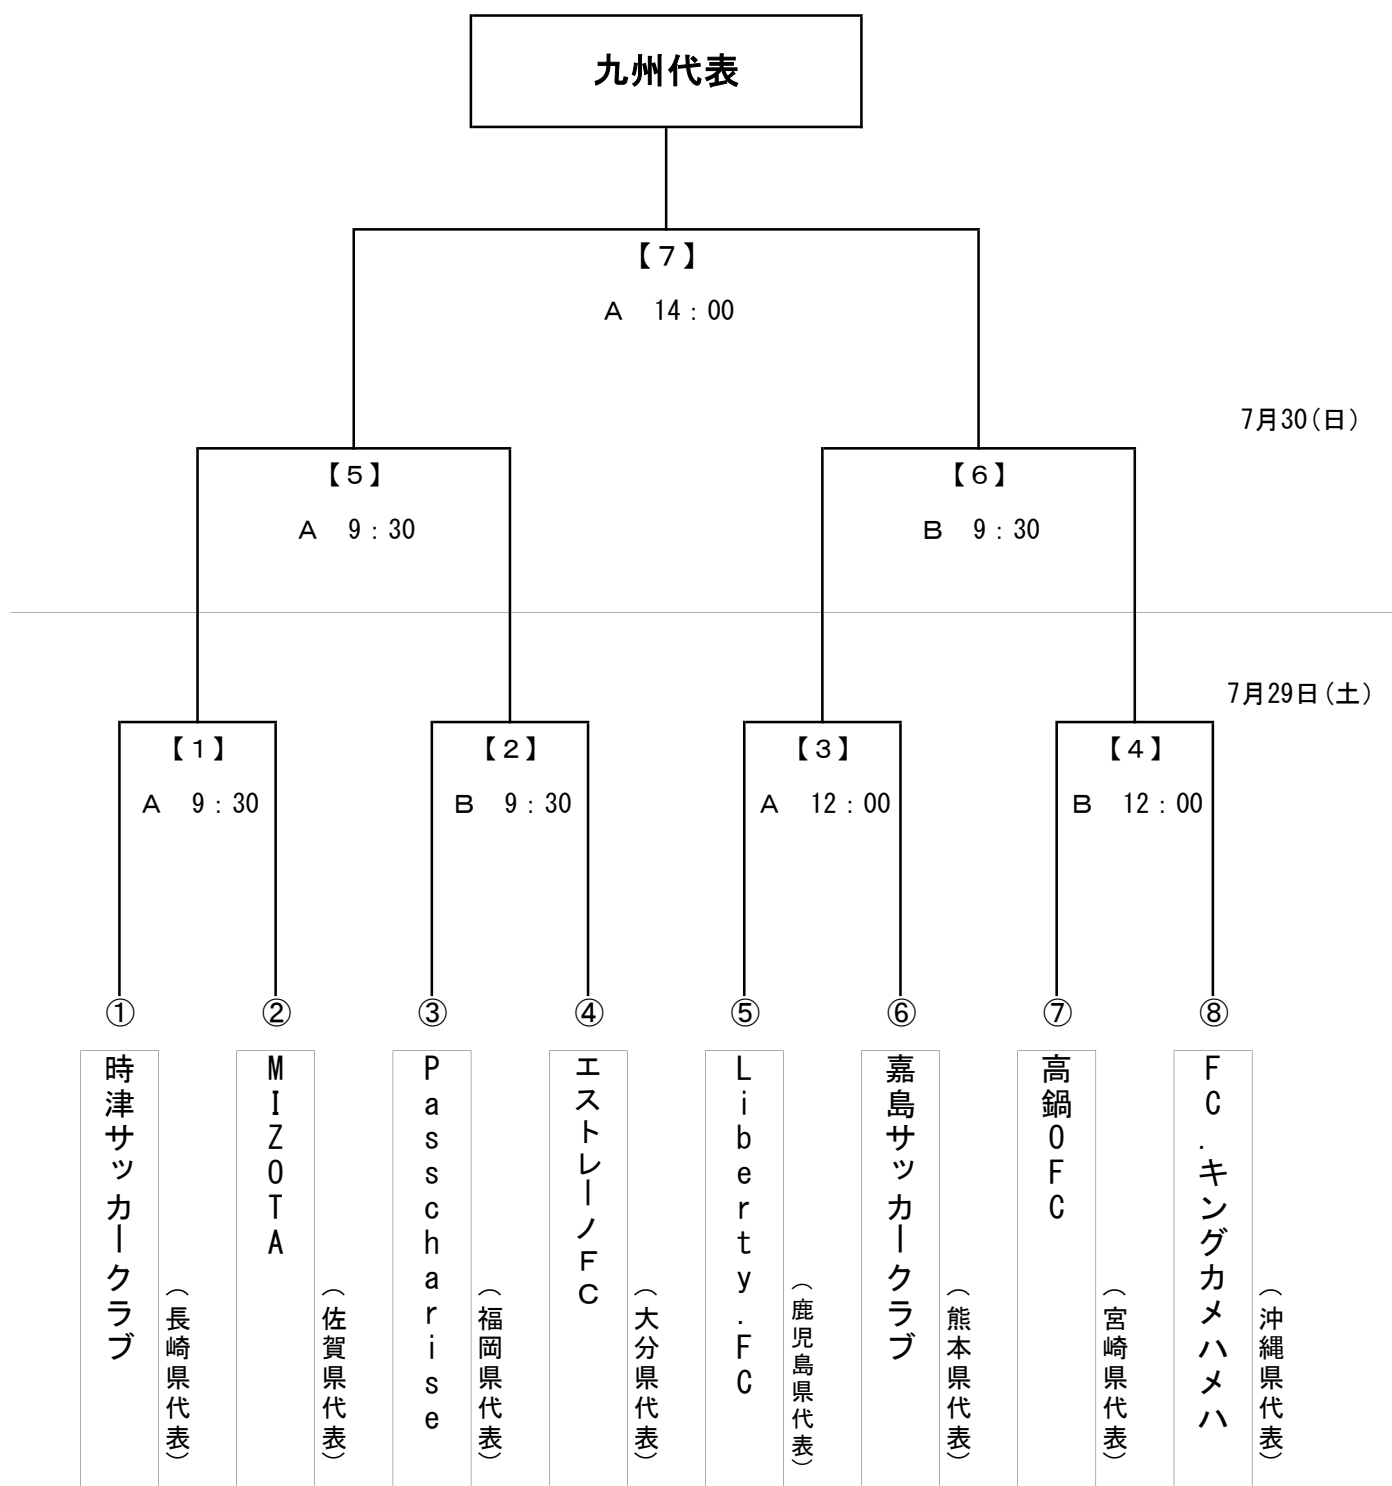 九州代表
【７】
Ａ 14：00
7月30(日)
【５】
Ａ 9：30
【６】
Ｂ 9：30
7月29日(土)
【１】
Ａ 9：30
【２】
Ｂ 9：30
【３】
Ａ 12：00
【４】
Ｂ 12：00
①
②
③
④
⑤
⑥
⑦
⑧
時津サッカークラブ
（長崎県代表）
MIZOTA
（佐賀県代表）
Passcharise
（福岡県代表）
エストレーノＦＣ
（大分県代表）
Liberty.FC
（鹿児島県代表）
嘉島サッカークラブ
（熊本県代表）
高鍋OFC
（宮崎県代表）
FC.キングカメハメハ
（沖縄県代表）